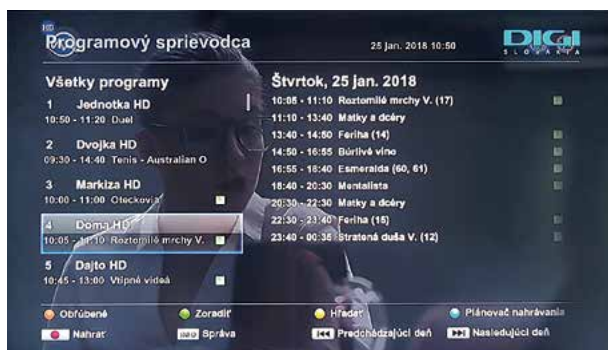 HD
Programový sprievodca
25 jan. 2018 10:50
DIGI
SLOVAKIA
Všetky programy
1 Jednotka HD
10:50 - 11:20 Duel
2 Dvojka HD
09:30 - 14:40 Tenis - Australian O
3 Markiza HD
10:00 - 11:00 Oteckovia
4 Doma HD
10:05 - 11:10 Roztomilé mrchy V.
5 Dajto HD
10:45 - 13:00 Vtipné videá
Štvrtok, 25 jan. 2018
10:05 - 11:10 Roztomilé mrchy V. (17)
11:10 - 13:40 Matky a dcéry
13:40 - 14:50 Feriha (14)
14:50 - 16:55 Búrlivé víno
16:55 - 18:40 Esmeralda (60, 61)
18:40 - 20:30 Mentalista
20:30 - 22:30 Matky a dcéry
22:30 - 23:40 Feriha (15)
23:40 - 00:35 Stratená duša V. (12)
Obľúbené Zoradiť Hľadať Plánovač nahrávania
Nahrať Správa Predchádzajúci deň Nasledujúci deň